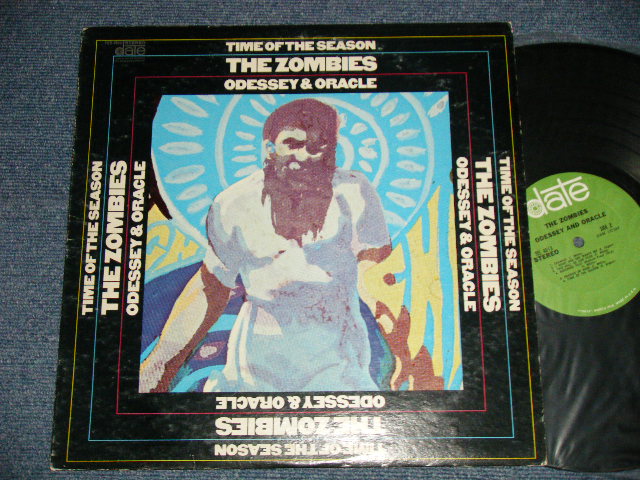 date
TIME OF THE SEASON
THE ZOMBIES
ODESSEY & ORACLE
TIME OF THE SEASON
THE ZOMBIES
ODESSEY & ORACLE
TIME OF THE SEASON
THE ZOMBIES
ODESSEY & ORACLE
ODESSEY & ORACLE
THE ZOMBIES
TIME OF THE SEASON
date
THE ZOMBIES
ODESSEY AND ORACLE
STEREO